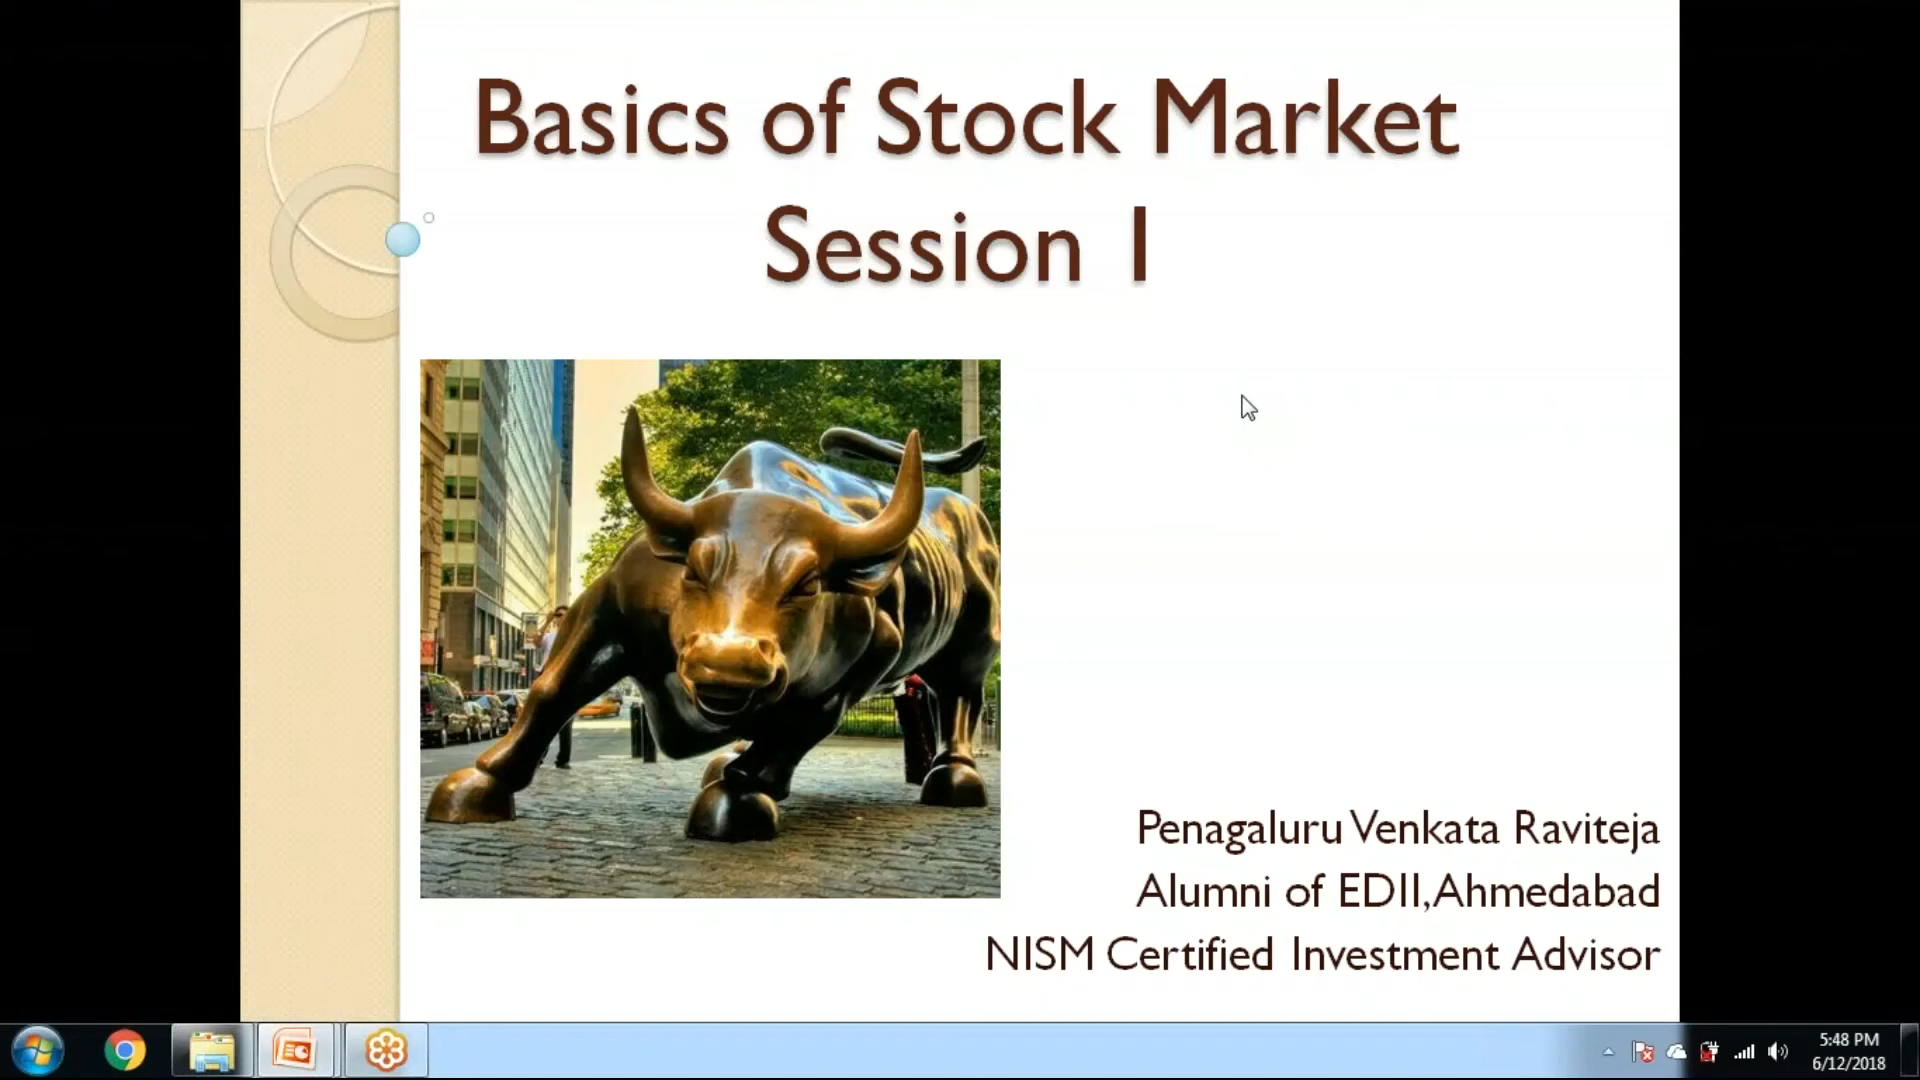 Basics of Stock Market
Session 1
Penagaluru Venkata Raviteja
Alumni of EDII, Ahmedabad
NISM Certified Investment Advisor
5:48 PM
6/12/2018